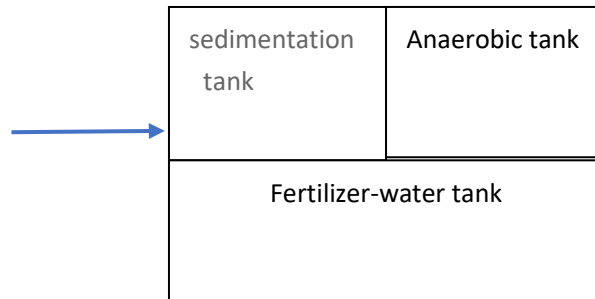 sedimentation
tank
Anaerobic tank
Fertilizer-water tank